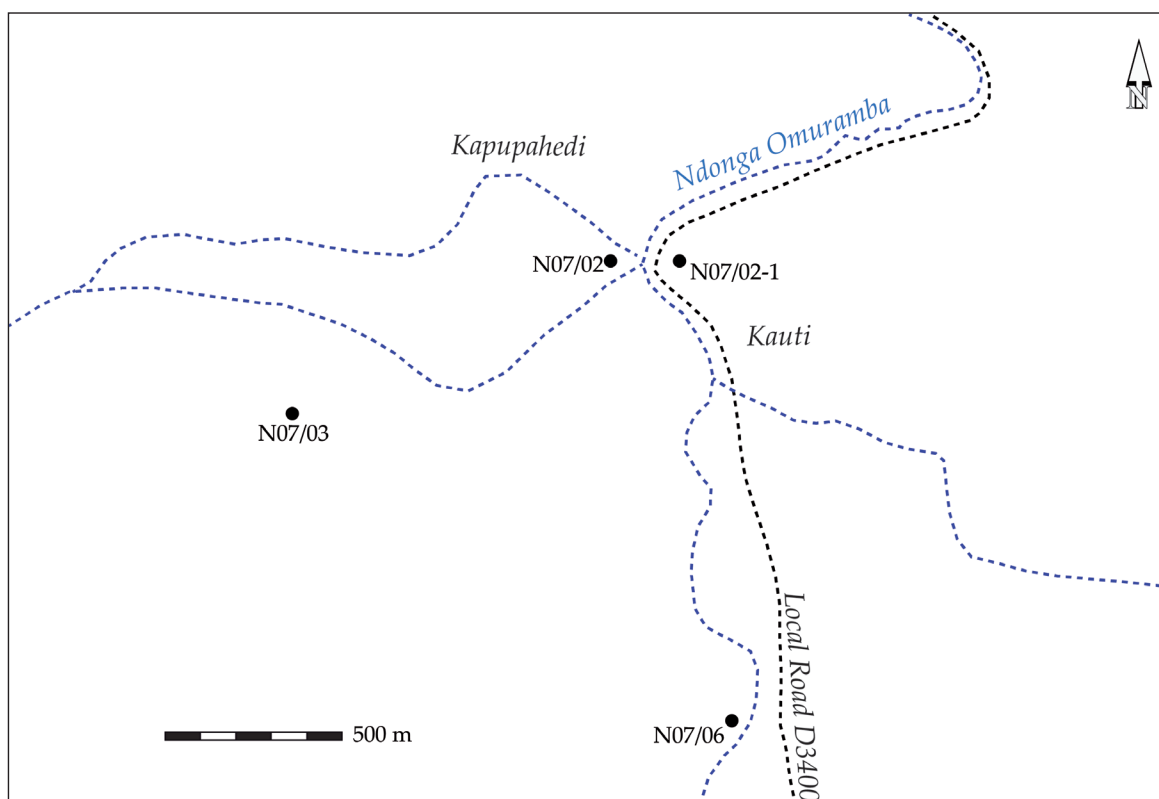 N
Ndonga Omuramba
Kapupahedi
N07/02
N07/02-1
Kauti
N07/03
Local Road D3400
N07/06
500 m